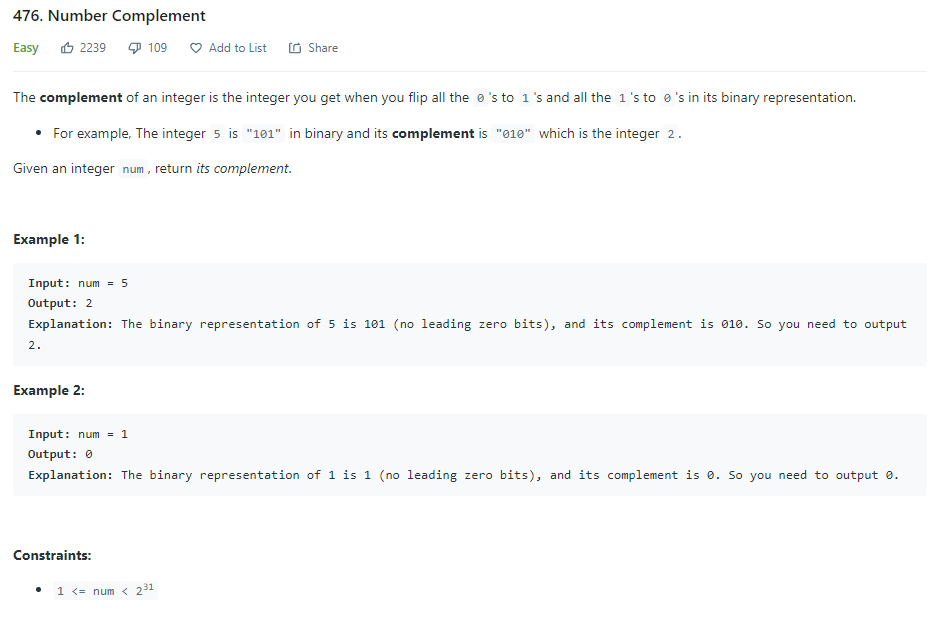 476. Number Complement
Easy 2239 109 Add to List Share
The complement of an integer is the integer you get when you flip all the 0 's to 1 's and all the 1 's to 0 's in its binary representation.
• For example, The integer 5 is "101" in binary and its complement is "010" which is the integer 2 .
Given an integer num , return its complement.
Example 1:
Input: num = 5
Output: 2
Explanation: The binary representation of 5 is 101 (no leading zero bits), and its complement is 010. So you need to output
2.
Example 2:
Input: num = 1
Output: 0
Explanation: The binary representation of 1 is 1 (no leading zero bits), and its complement is 0. So you need to output 0.
Constraints:
• 1 <= num < 2³¹